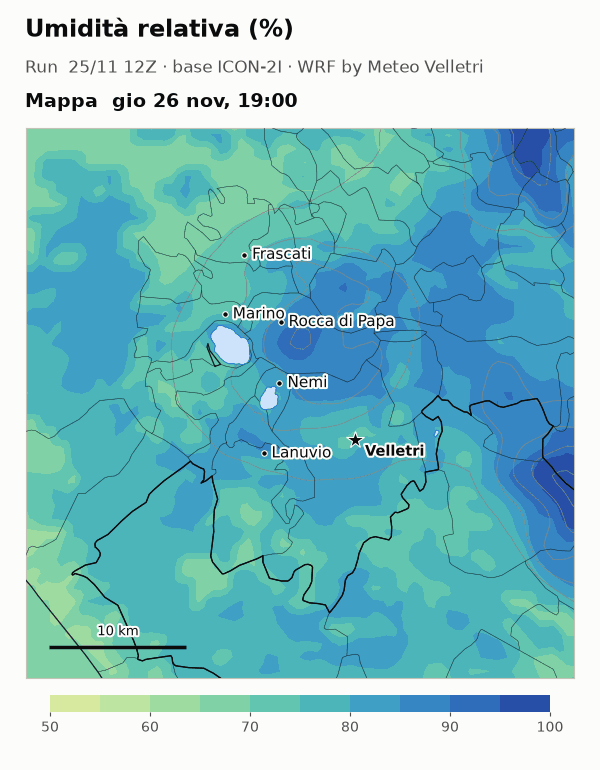 Umidità relativa (%)
Run  25/11 12Z · base ICON-2I · WRF by Meteo Velletri
Mappa  gio 26 nov, 19:00
Frascati
Marino
Rocca di Papa
Nemi
Velletri
Lanuvio
10 km
50 60 70 80 90 100